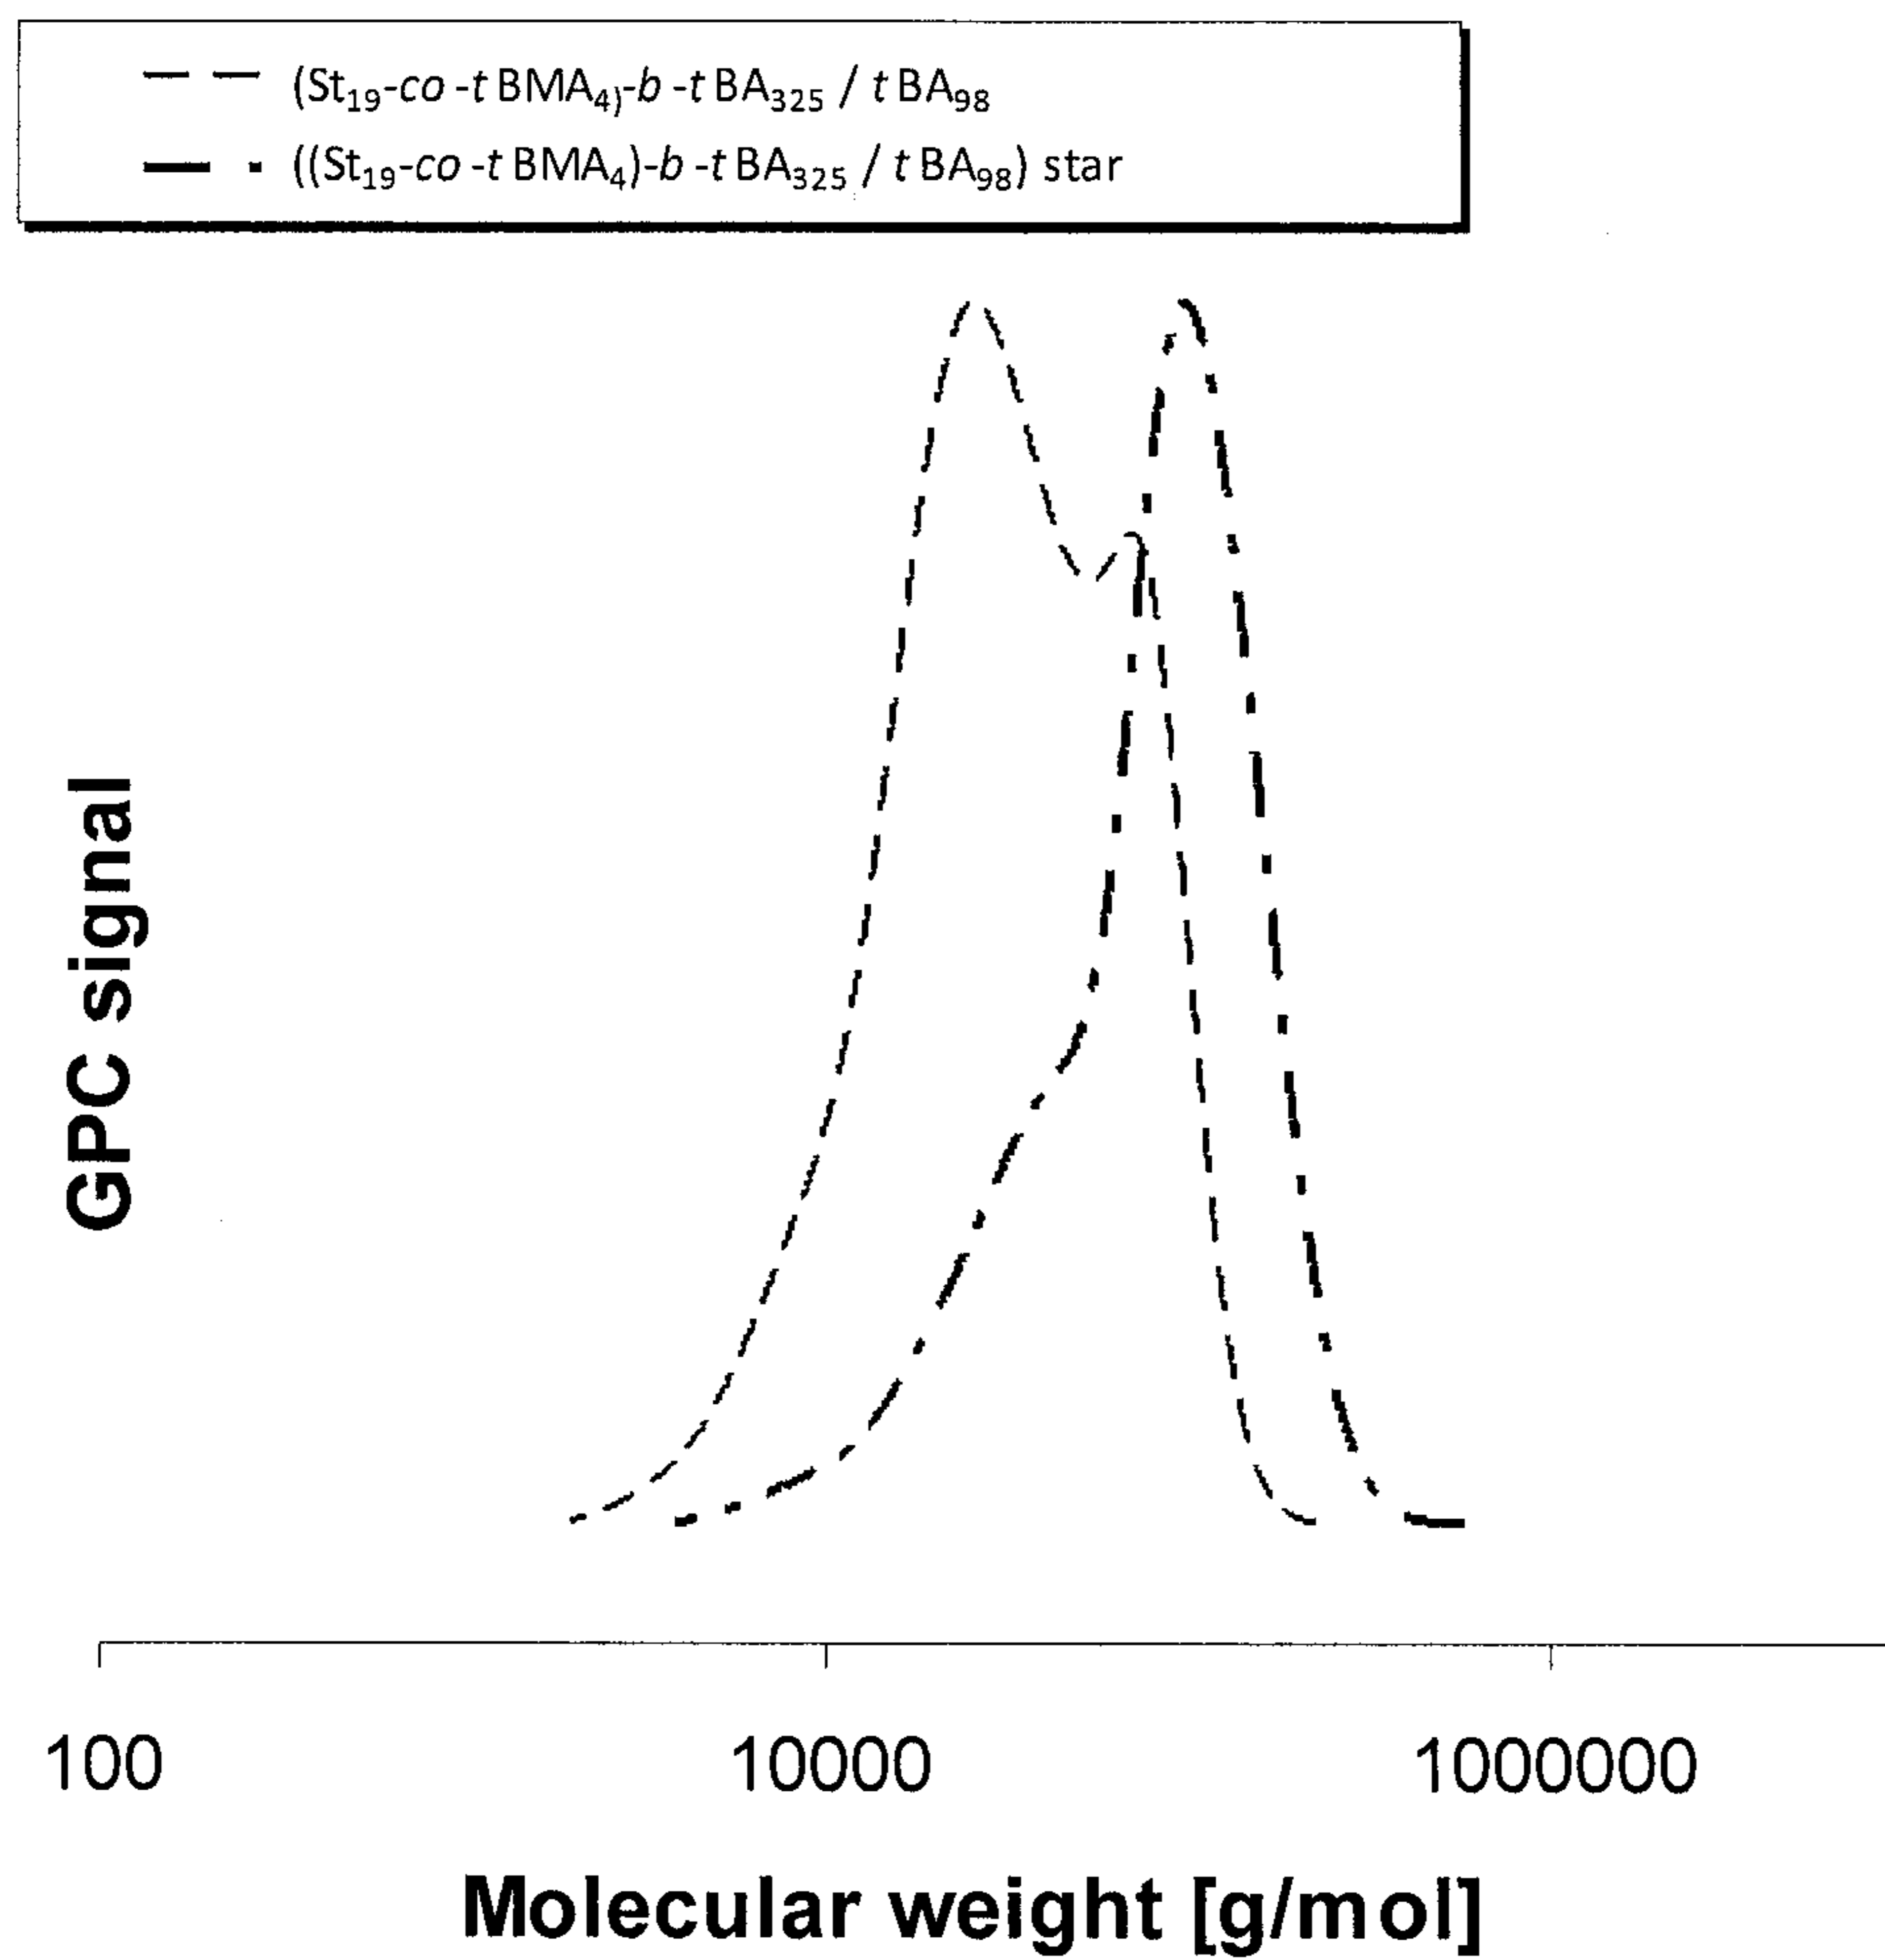 (St₁₉-co-tBMA₄₎-b-tBA₃₂₅ / tBA₉₈
((St₁₉-co-tBMA₄)-b-tBA₃₂₅ / tBA₉₈) star
GPC signal
100 10000 1000000
Molecular weight [g/mol]